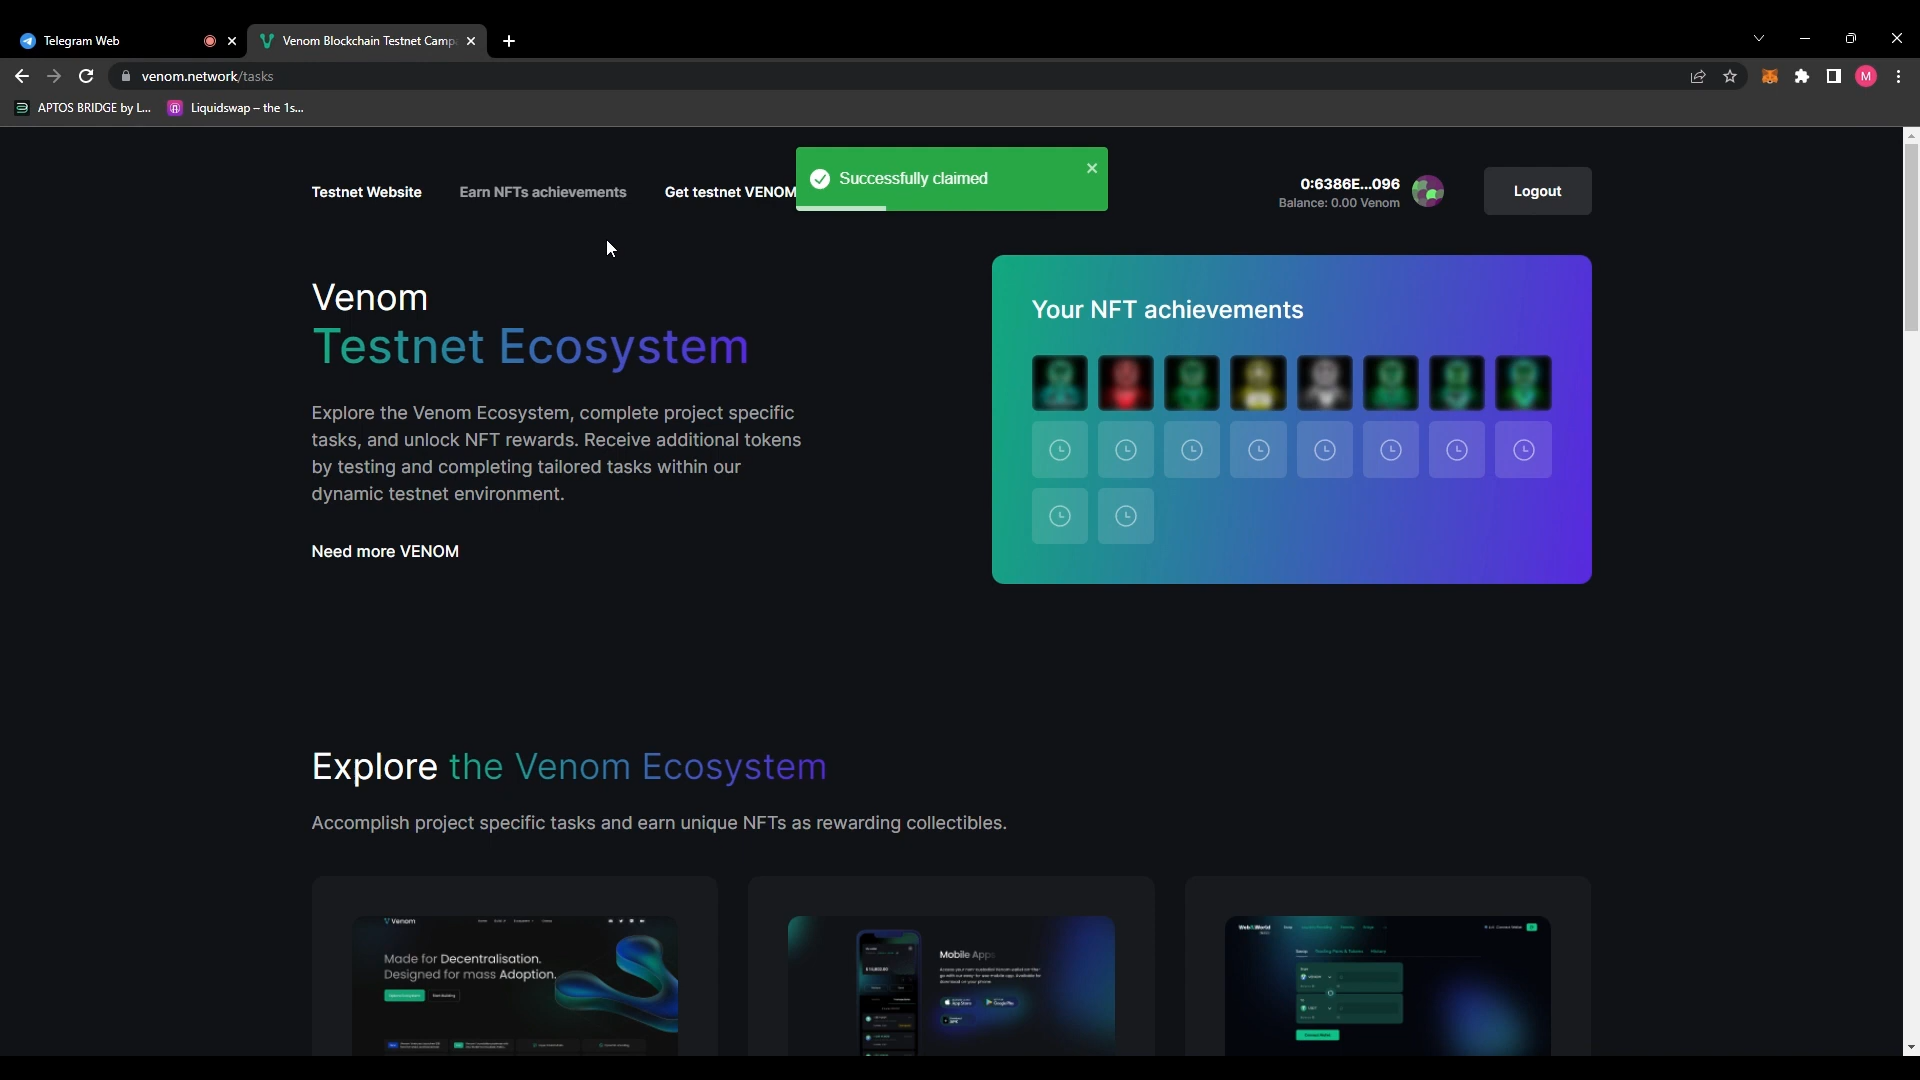 Telegram Web
Venom Blockchain Testnet Camp
venom.network/tasks
M
APTOS BRIDGE by L...
Liquidswap – the 1s...
Testnet Website
Earn NFTs achievements
Get testnet VENOM
Successfully claimed
0:6386E...096
Balance: 0.00 Venom
Logout
Venom
Testnet Ecosystem
Explore the Venom Ecosystem, complete project specific
tasks, and unlock NFT rewards. Receive additional tokens
by testing and completing tailored tasks within our
dynamic testnet environment.
Need more VENOM
Your NFT achievements
Explore the Venom Ecosystem
Accomplish project specific tasks and earn unique NFTs as rewarding collectibles.
Venom
Made for Decentralisation.
Designed for mass Adoption.
Mobile Apps